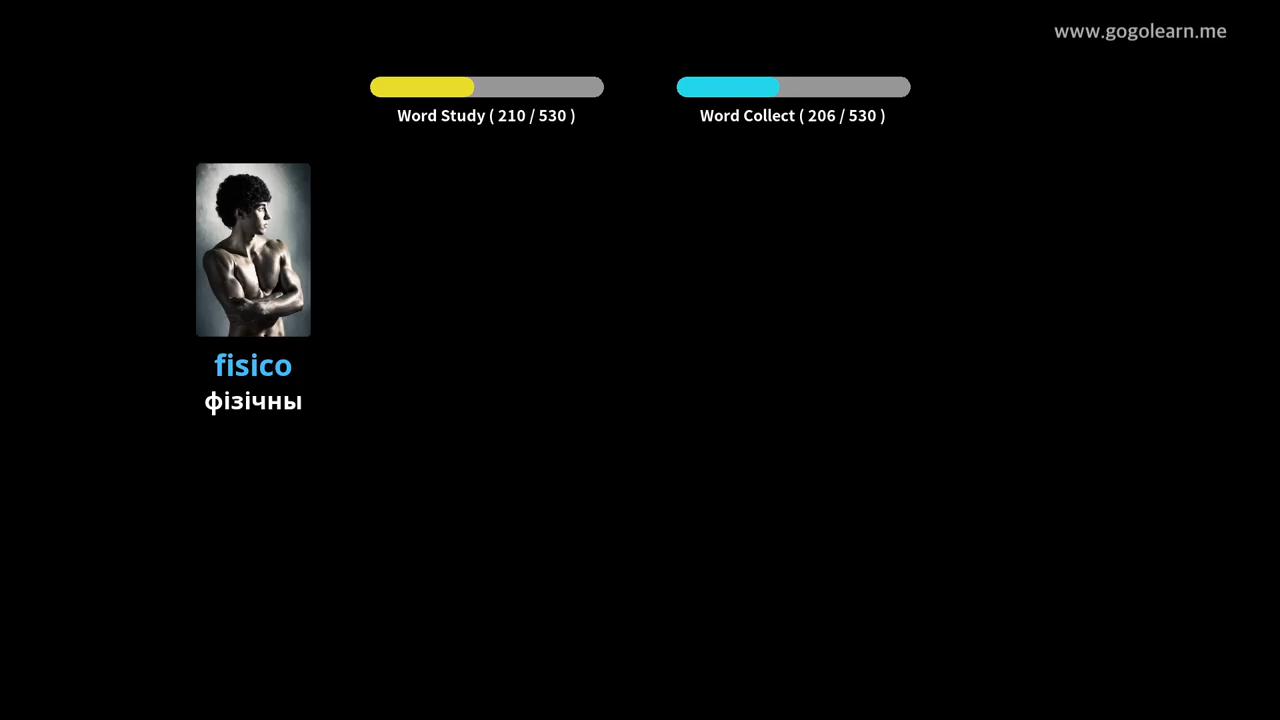 www.gogolearn.me
Word Study ( 210 / 530 )
Word Collect ( 206 / 530 )
fisico
фізічны